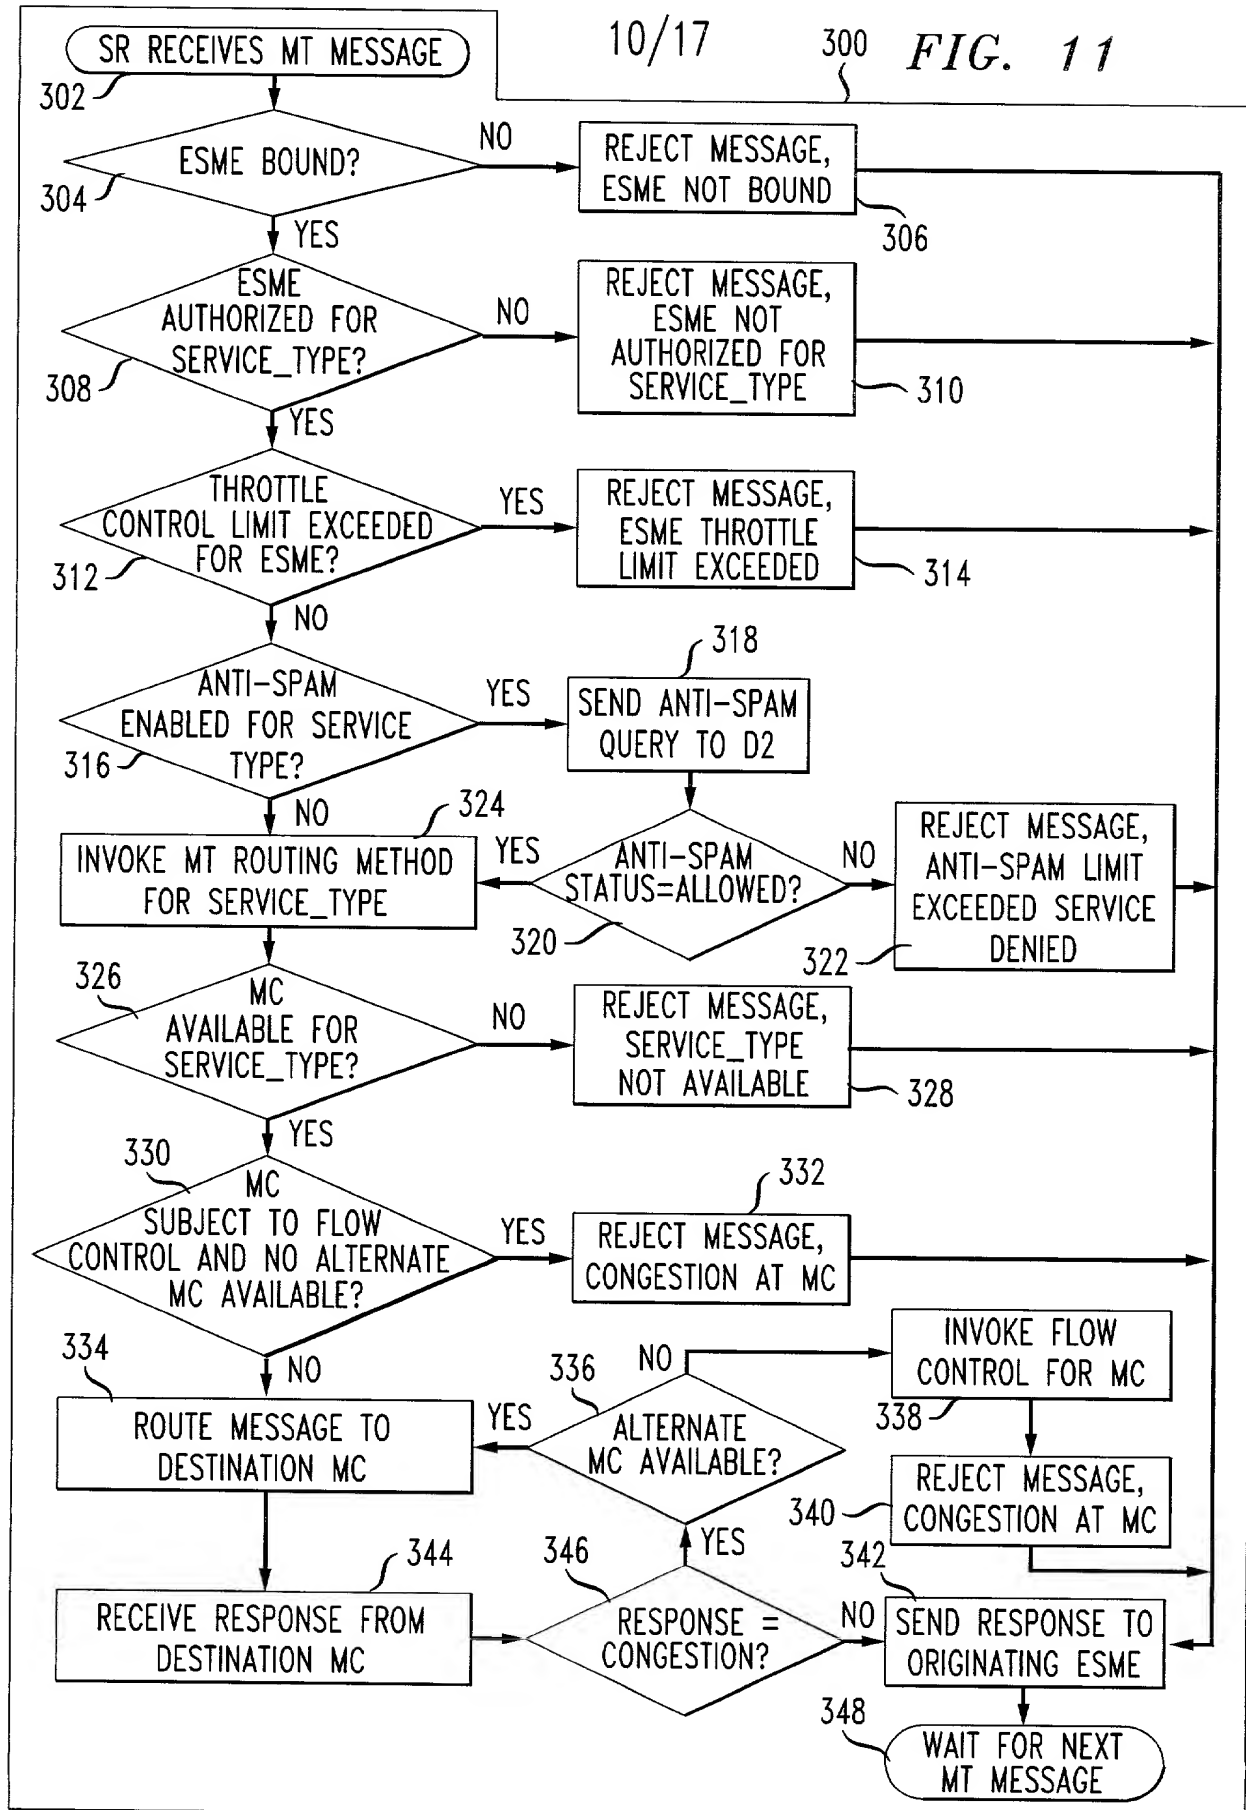 10/17
300 FIG. 11
SR RECEIVES MT MESSAGE
302
ESME BOUND?
304
NO
REJECT MESSAGE,
ESME NOT BOUND
306
YES
ESME
AUTHORIZED FOR
SERVICE_TYPE?
308
NO
REJECT MESSAGE,
ESME NOT
AUTHORIZED FOR
SERVICE_TYPE
310
YES
THROTTLE
CONTROL LIMIT EXCEEDED
FOR ESME?
312
YES
REJECT MESSAGE,
ESME THROTTLE
LIMIT EXCEEDED
314
NO
ANTI-SPAM
ENABLED FOR SERVICE
TYPE?
316
YES
318
SEND ANTI-SPAM
QUERY TO D2
NO
324
INVOKE MT ROUTING METHOD
FOR SERVICE_TYPE
YES
ANTI-SPAM
STATUS=ALLOWED?
320
NO
REJECT MESSAGE,
ANTI-SPAM LIMIT
EXCEEDED SERVICE
DENIED
322
326
MC
AVAILABLE FOR
SERVICE_TYPE?
NO
REJECT MESSAGE,
SERVICE_TYPE
NOT AVAILABLE
328
YES
330
MC
SUBJECT TO FLOW
CONTROL AND NO ALTERNATE
MC AVAILABLE?
YES
332
REJECT MESSAGE,
CONGESTION AT MC
NO
334
ROUTE MESSAGE TO
DESTINATION MC
YES
336
ALTERNATE
MC AVAILABLE?
NO
INVOKE FLOW
CONTROL FOR MC
338
REJECT MESSAGE,
CONGESTION AT MC
340
344
RECEIVE RESPONSE FROM
DESTINATION MC
346
YES
RESPONSE =
CONGESTION?
NO
342
SEND RESPONSE TO
ORIGINATING ESME
348
WAIT FOR NEXT
MT MESSAGE